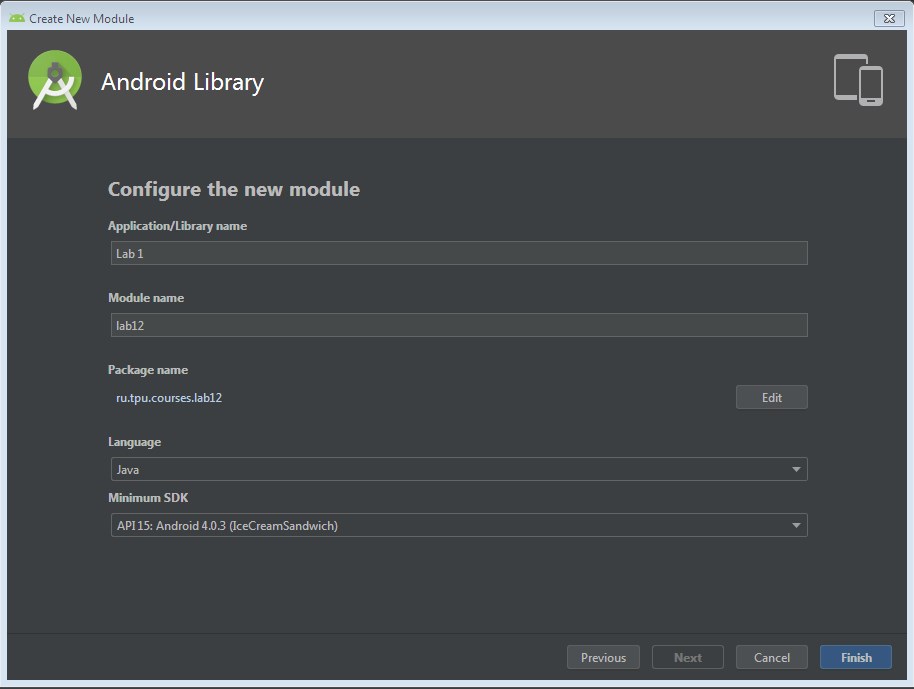 Create New Module
Android Library
Configure the new module
Application/Library name
Lab 1
Module name
lab12
Package name
ru.tpu.courses.lab12
Edit
Language
Java
Minimum SDK
API 15: Android 4.0.3 (IceCreamSandwich)
Previous
Next
Cancel
Finish